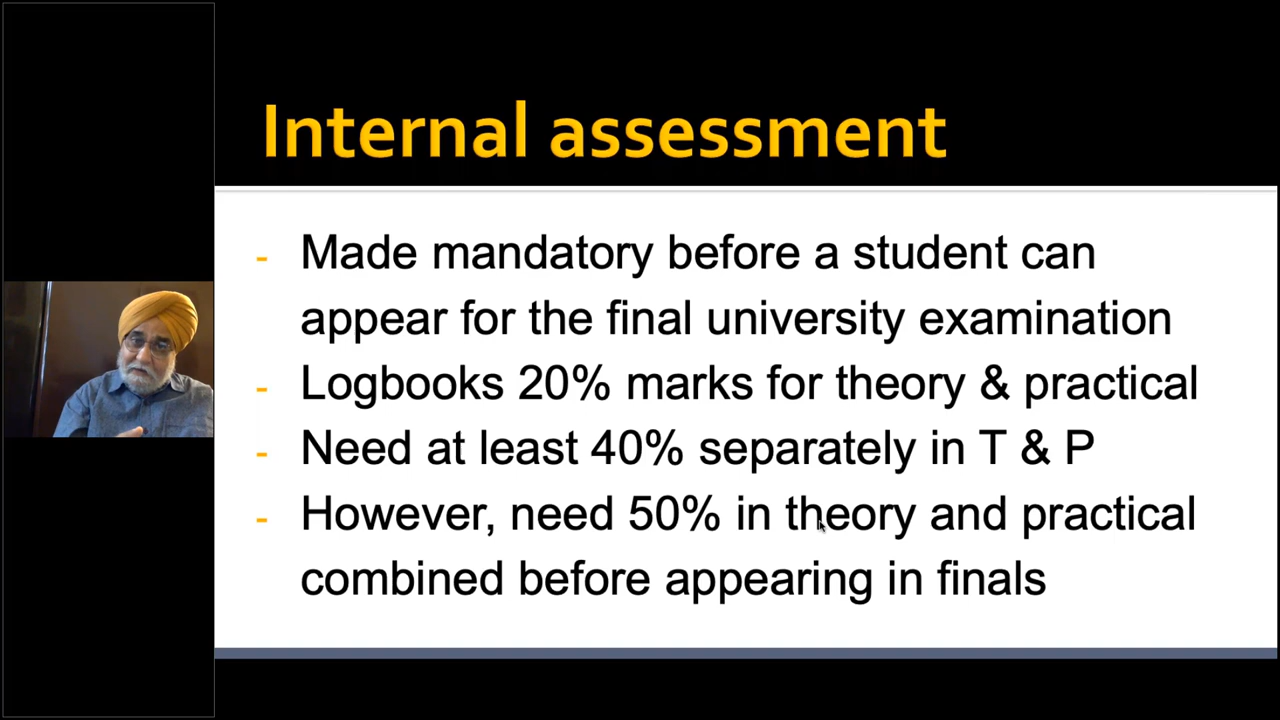 Internal assessment
- Made mandatory before a student can
appear for the final university examination
- Logbooks 20% marks for theory & practical
- Need at least 40% separately in T & P
- However, need 50% in theory and practical
combined before appearing in finals